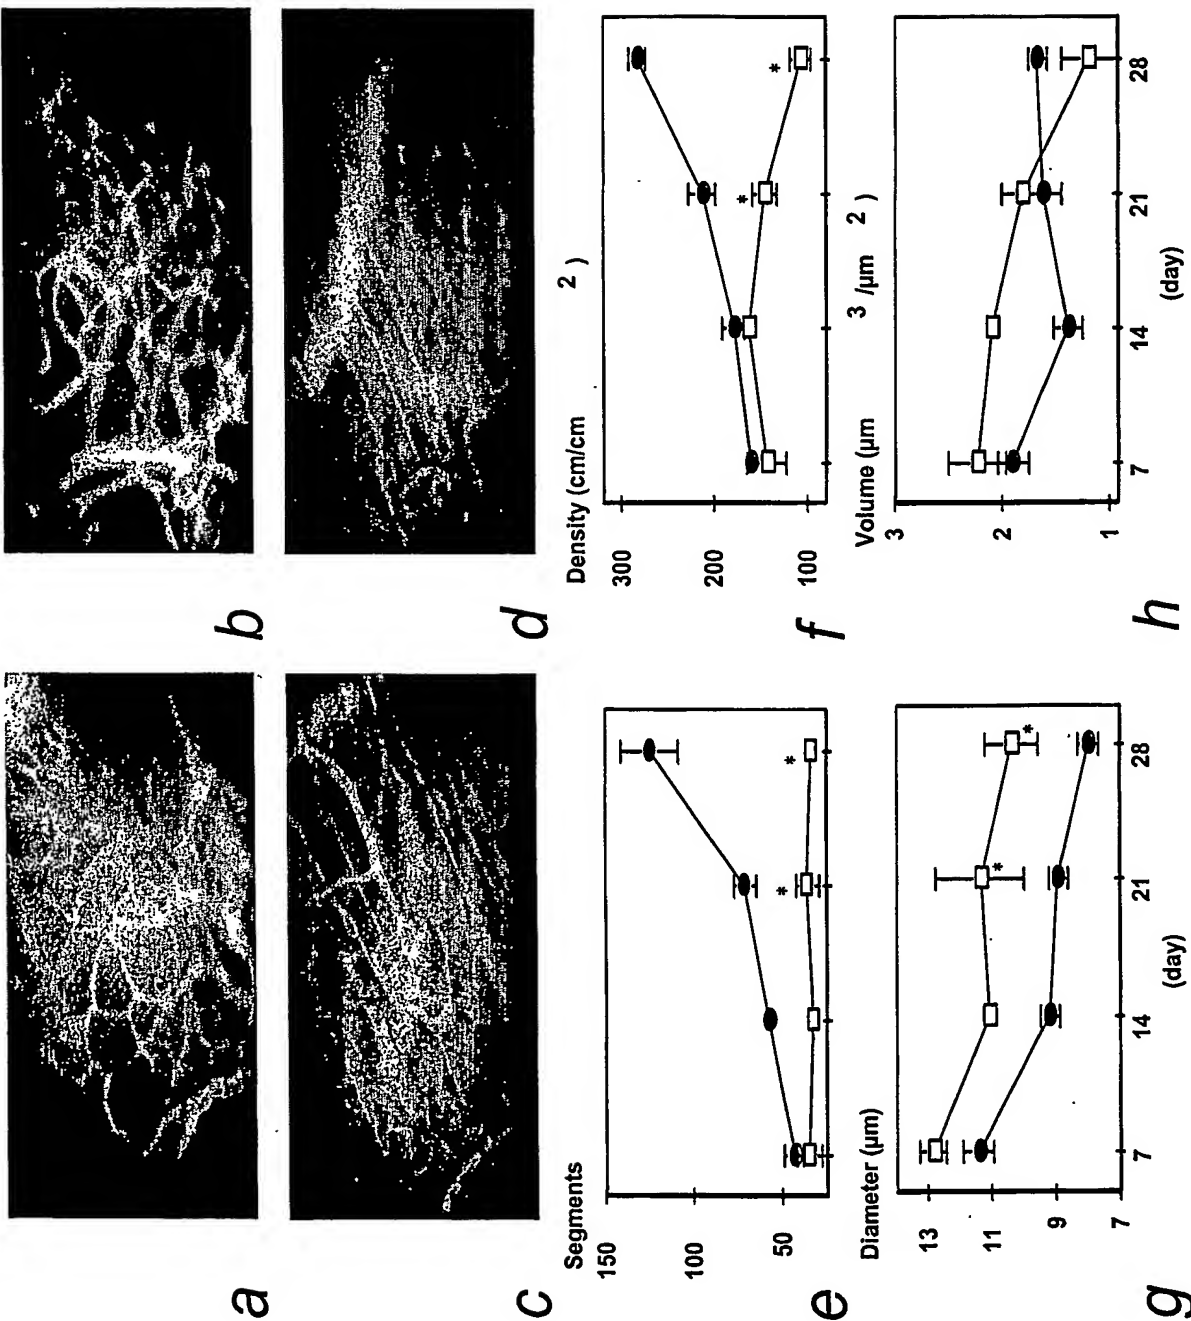 a
b
c
d
e
Segments
150
100
50
*
*
f
Density (cm/cm 2 )
300
200
100
*
*
g
Diameter (µm)
13
11
9
7
*
*
7 14 21 28
(day)
h
Volume (µm 3 /µm 2 )
3
2
1
7 14 21 28
(day)